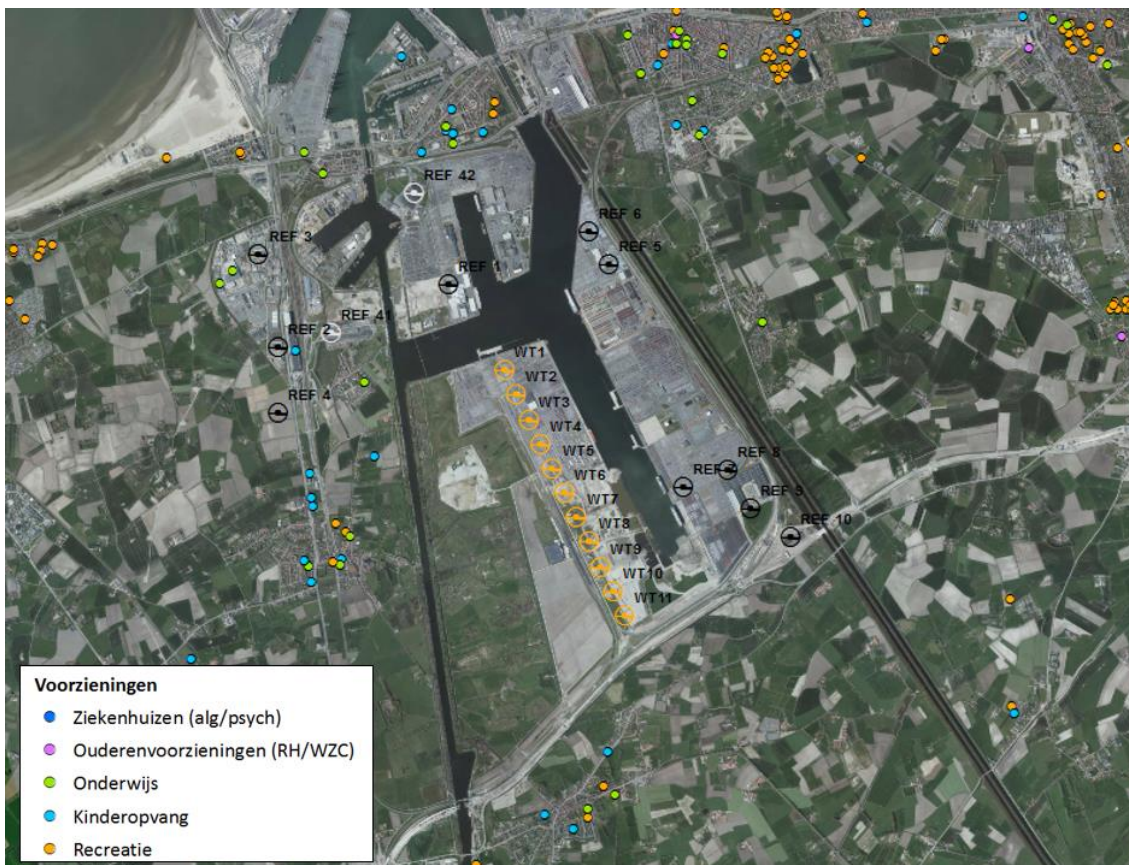 REF 42
REF 6
REF 3
REF 5
REF 1
REF 41
REF 2
WT1
WT2
REF 4
WT3
WT4
WT5
REF 8
WT6
REF 7
WT7
REF 9
WT8
REF 10
WT9
WT10
WT11
Voorzieningen
Ziekenhuizen (alg/psych)
Ouderenvoorzieningen (RH/WZC)
Onderwijs
Kinderopvang
Recreatie